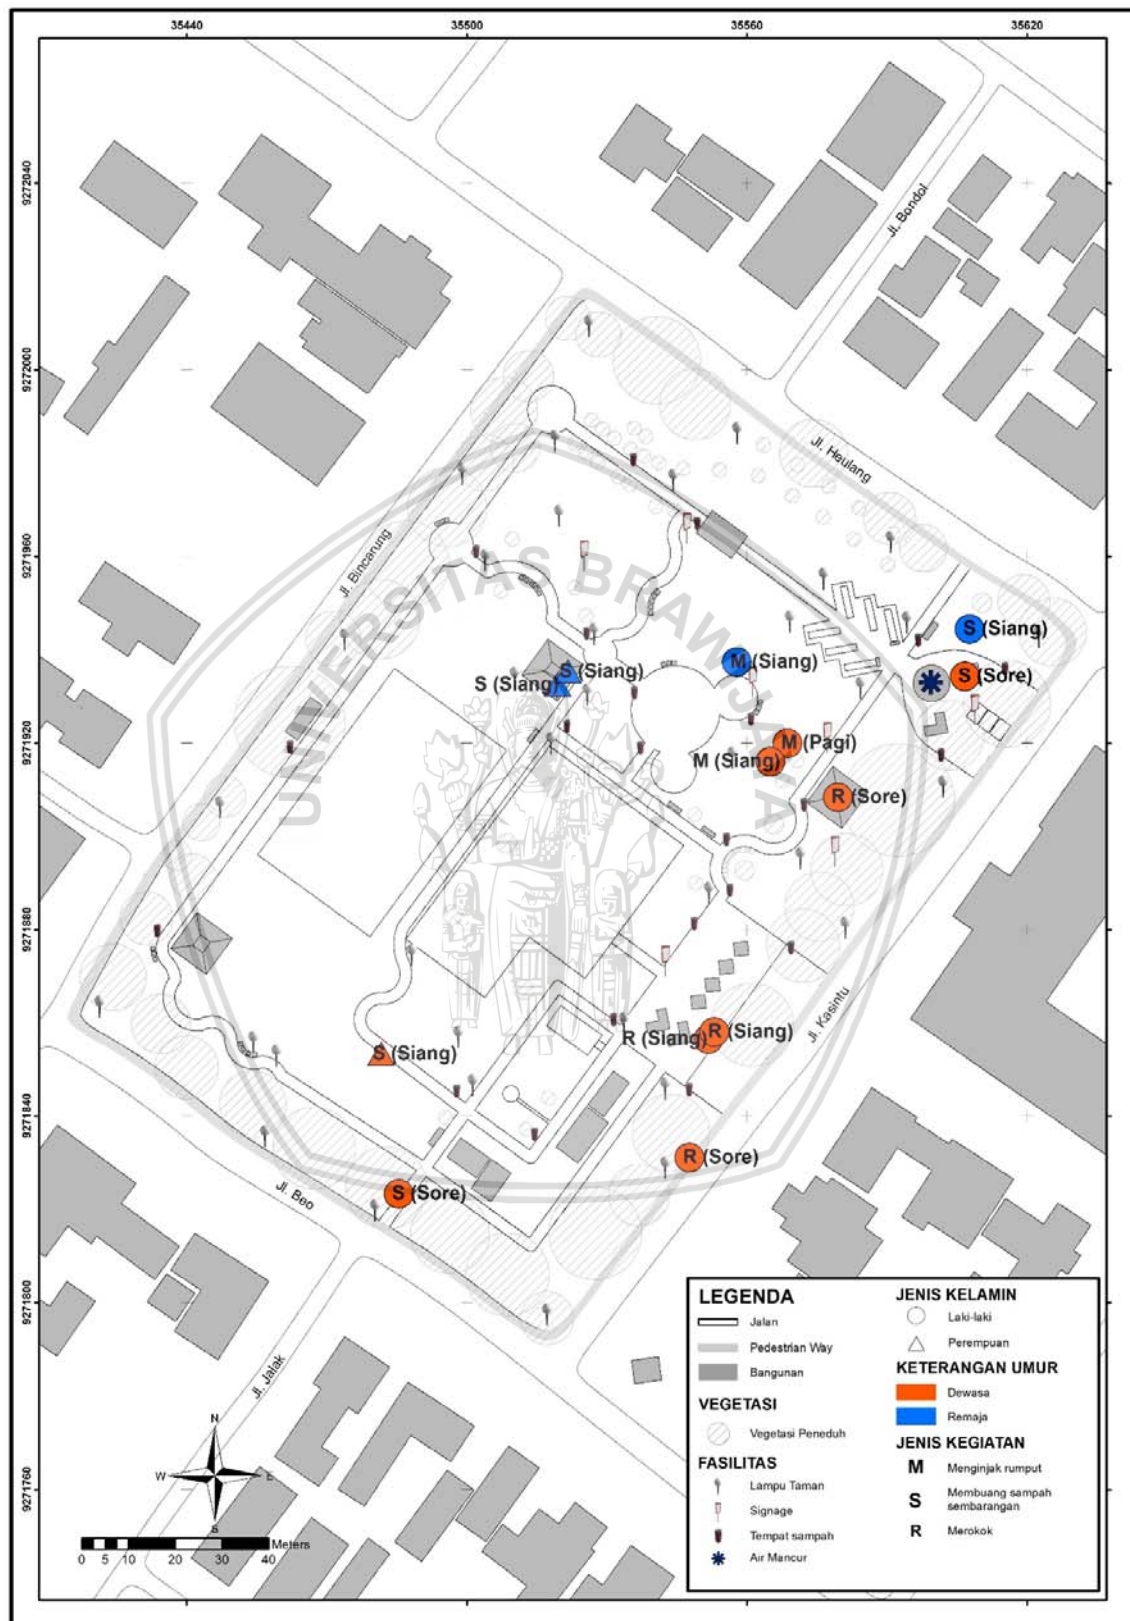 35440
35500
35560
35620
9272040
9272000
9271960
9271920
9271880
9271840
9271800
9271760
Jl. Bondol
Jl. Haulang
Jl. Bincarung
UNIVERSITAS BRAWIJAYA
S (Siang)
S (Siang)
S (Siang)
M (Siang)
S (Sore)
M (Pagi)
M (Siang)
R (Sore)
Jl. Kasintu
R (Siang)
R (Siang)
S (Siang)
R (Sore)
S (Sore)
Jl. Beo
Jl. Jalak
N
W
E
S
Meters
0 5 10 20 30 40
LEGENDA
Jalan
Pedestrian Way
Bangunan
VEGETASI
Vegetasi Peneduh
FASILITAS
Lampu Taman
Signage
Tempat sampah
Air Mancur
JENIS KELAMIN
Laki-laki
Perempuan
KETERANGAN UMUR
Dewasa
Remaja
JENIS KEGIATAN
M Menginjak rumput
S Membuang sampah
sembarangan
R Merokok